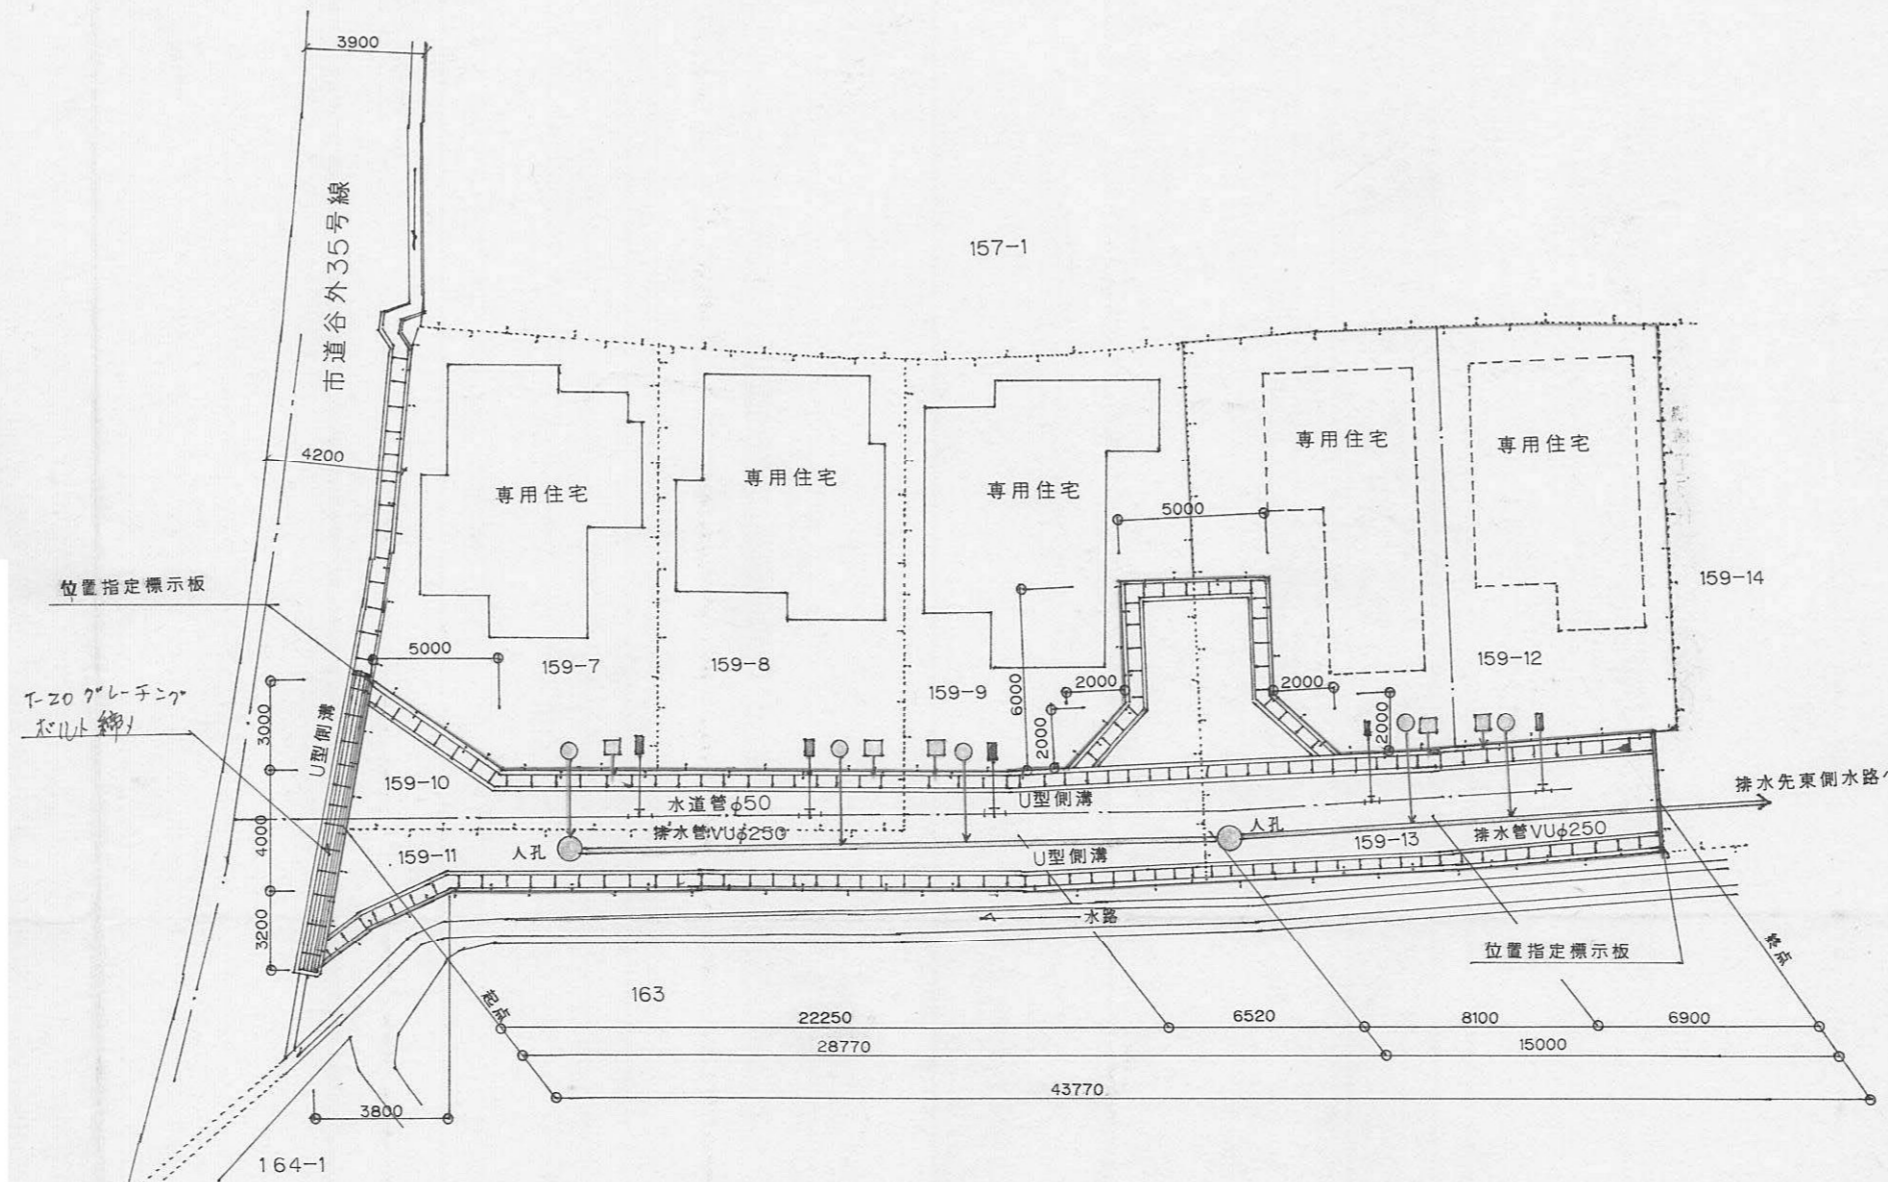 3900
市道谷外35号線
157-1
4200
専用住宅
専用住宅
専用住宅
専用住宅
専用住宅
5000
位置指定標示板
159-14
5000
159-7
159-8
159-9
159-12
6000
2000
2000
2000
2000
T-20 グレーチング
ボルト締メ
3000
U型側溝
159-10
水道管φ50
U型側溝
排水先東側水路へ
4000
159-11
人孔
排水管VUφ250
人孔
159-13
排水管VUφ250
U型側溝
3200
水路
位置指定標示板
起点
終点
163
22250
6520
8100
6900
28770
15000
43770
3800
164-1